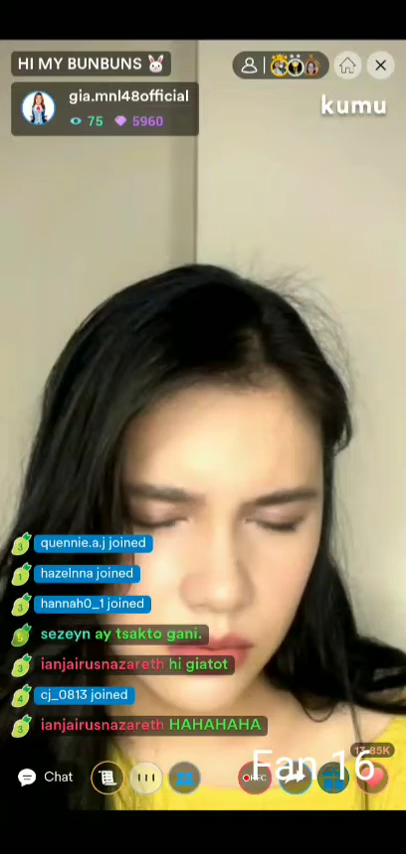 HI MY BUNBUNS 🐰
gia.mnl48official
75 5960
kumu
quennie.a.j joined
hazelnna joined
hannah0_1 joined
sezeyn ay tsakto gani.
ianjairusnazareth hi giatot
cj_0813 joined
ianjairusnazareth HAHAHAHA
Chat
Fan 16